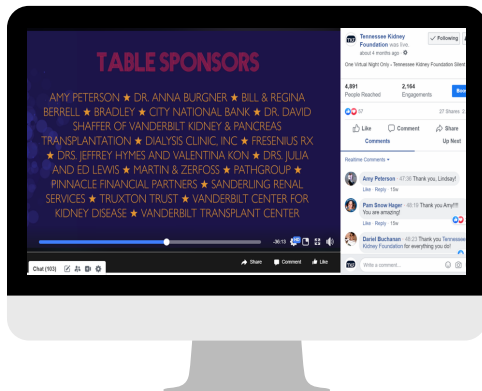 TABLE SPONSORS
AMY PETERSON ★ DR. ANNA BURGNER ★ BILL & REGINA
BERRELL ★ BRADLEY ★ CITY NATIONAL BANK ★ DR. DAVID
SHAFFER OF VANDERBILT KIDNEY & PANCREAS
TRANSPLANTATION ★ DIALYSIS CLINIC, INC ★ FRESENIUS RX
★ DRS. JEFFREY HYMES AND VALENTINA KON ★ DRS. JULIA
AND ED LEWIS ★ MARTIN & ZERFOSS ★ PATHGROUP ★
PINNACLE FINANCIAL PARTNERS ★ SANDERLING RENAL
SERVICES ★ TRUXTON TRUST ★ VANDERBILT CENTER FOR
KIDNEY DISEASE ★ VANDERBILT TRANSPLANT CENTER
-36:13
Share Comment Like
Chat (103)
Tennessee Kidney
Foundation was live.
about 4 months ago
Following
One Virtual Night Only - Tennessee Kidney Foundation Silent
4,891
People Reached
2,164
Engagements
Boo
57
27 Shares
Like Comment Share
Comments Up Next
Realtime Comments
Amy Peterson · 47:36 Thank you, Lindsay!
Like · Reply · 10w
Pam Snow Hager · 48:19 Thank you Amy!!!!
You are amazing!
Like · Reply · 10w
Dariel Buchanan · 48:23 Thank you Tennessee
Kidney Foundation for everything you do!
Write a comment...